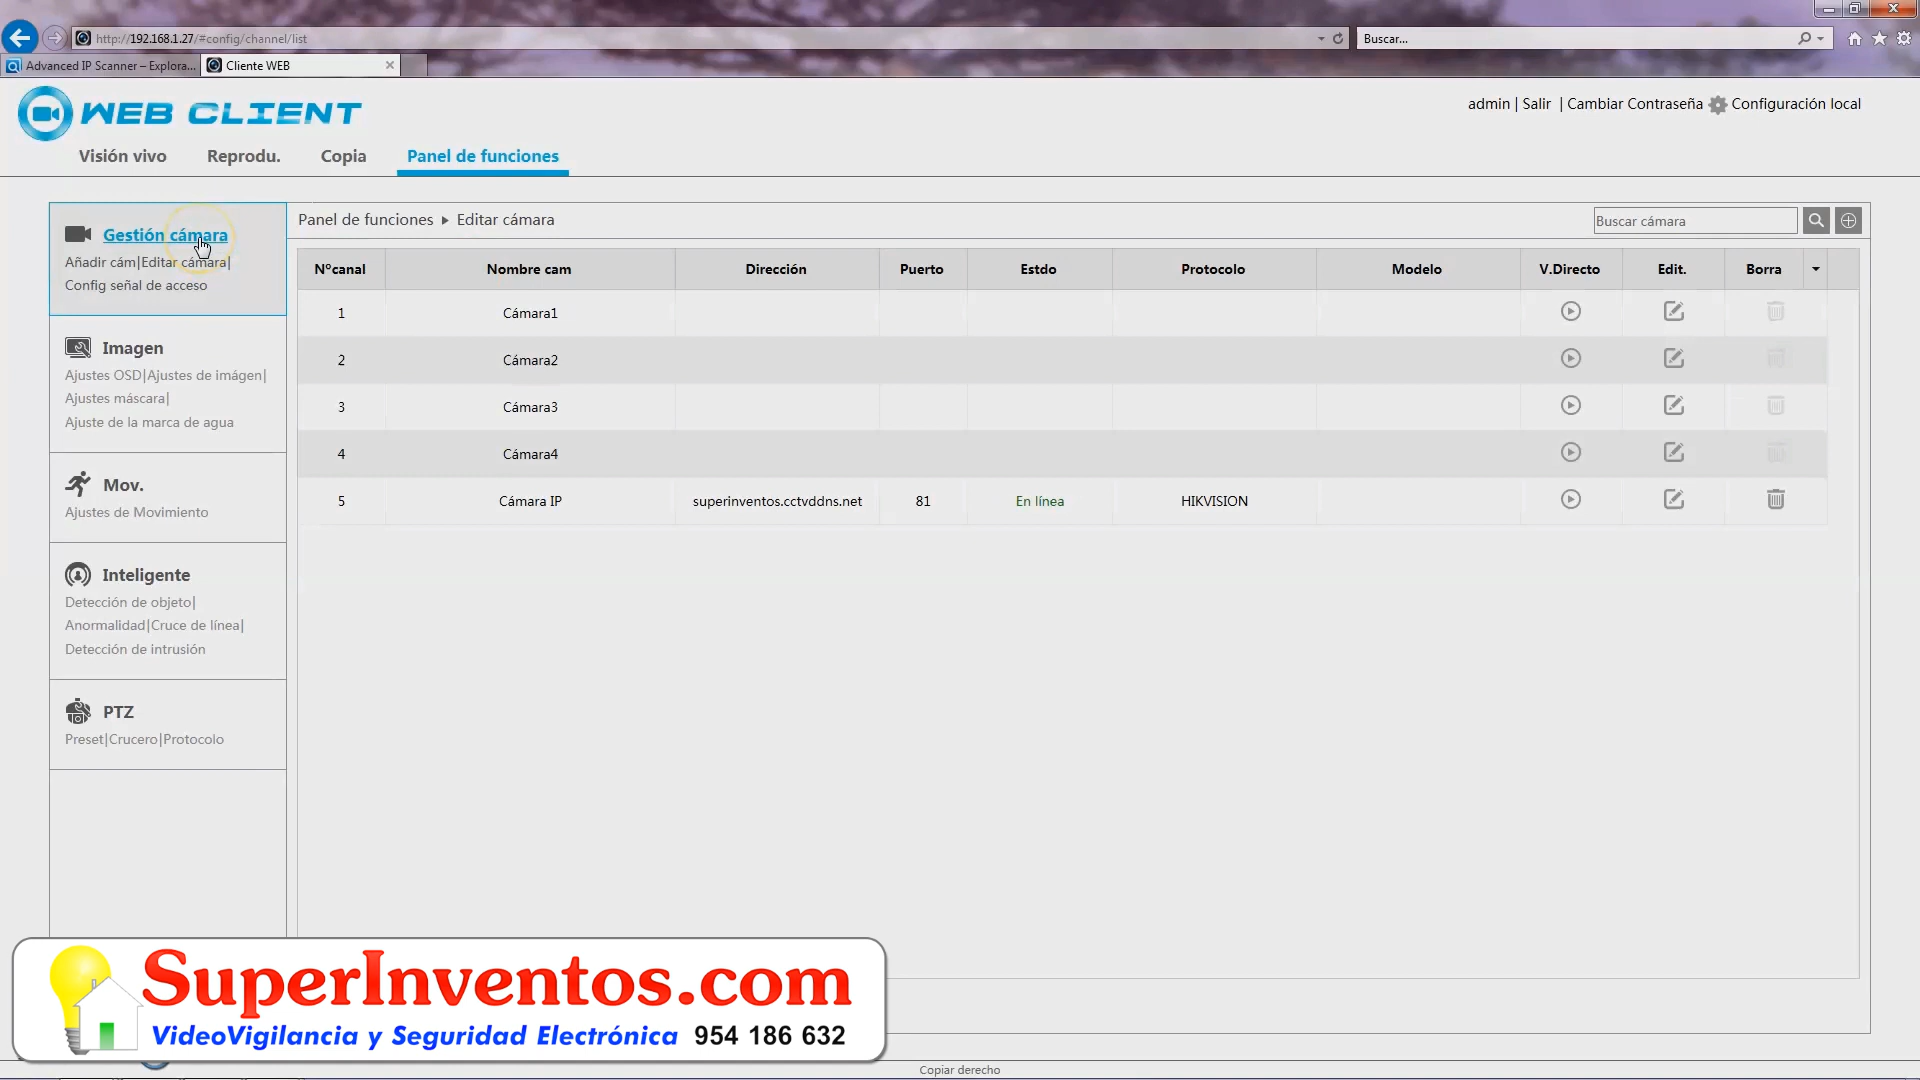 http://192.168.1.27/#config/channel/list
Buscar...
Advanced IP Scanner – Explora...
Cliente WEB
WEB CLIENT
admin | Salir | Cambiar Contraseña Configuración local
Visión vivo Reprodu. Copia Panel de funciones
Gestión cámara
Añadir cám|Editar cámara|
Config señal de acceso
Imagen
Ajustes OSD|Ajustes de imágen|
Ajustes máscara|
Ajuste de la marca de agua
Mov.
Ajustes de Movimiento
Inteligente
Detección de objeto|
Anormalidad|Cruce de línea|
Detección de intrusión
PTZ
Preset|Crucero|Protocolo
Panel de funciones ▸ Editar cámara
Buscar cámara
Nºcanal Nombre cam Dirección Puerto Estdo Protocolo Modelo V.Directo Edit. Borra
1 Cámara1
2 Cámara2
3 Cámara3
4 Cámara4
5 Cámara IP superinventos.cctvddns.net 81 En línea HIKVISION
SuperInventos.com
VideoVigilancia y Seguridad Electrónica 954 186 632
Copiar derecho